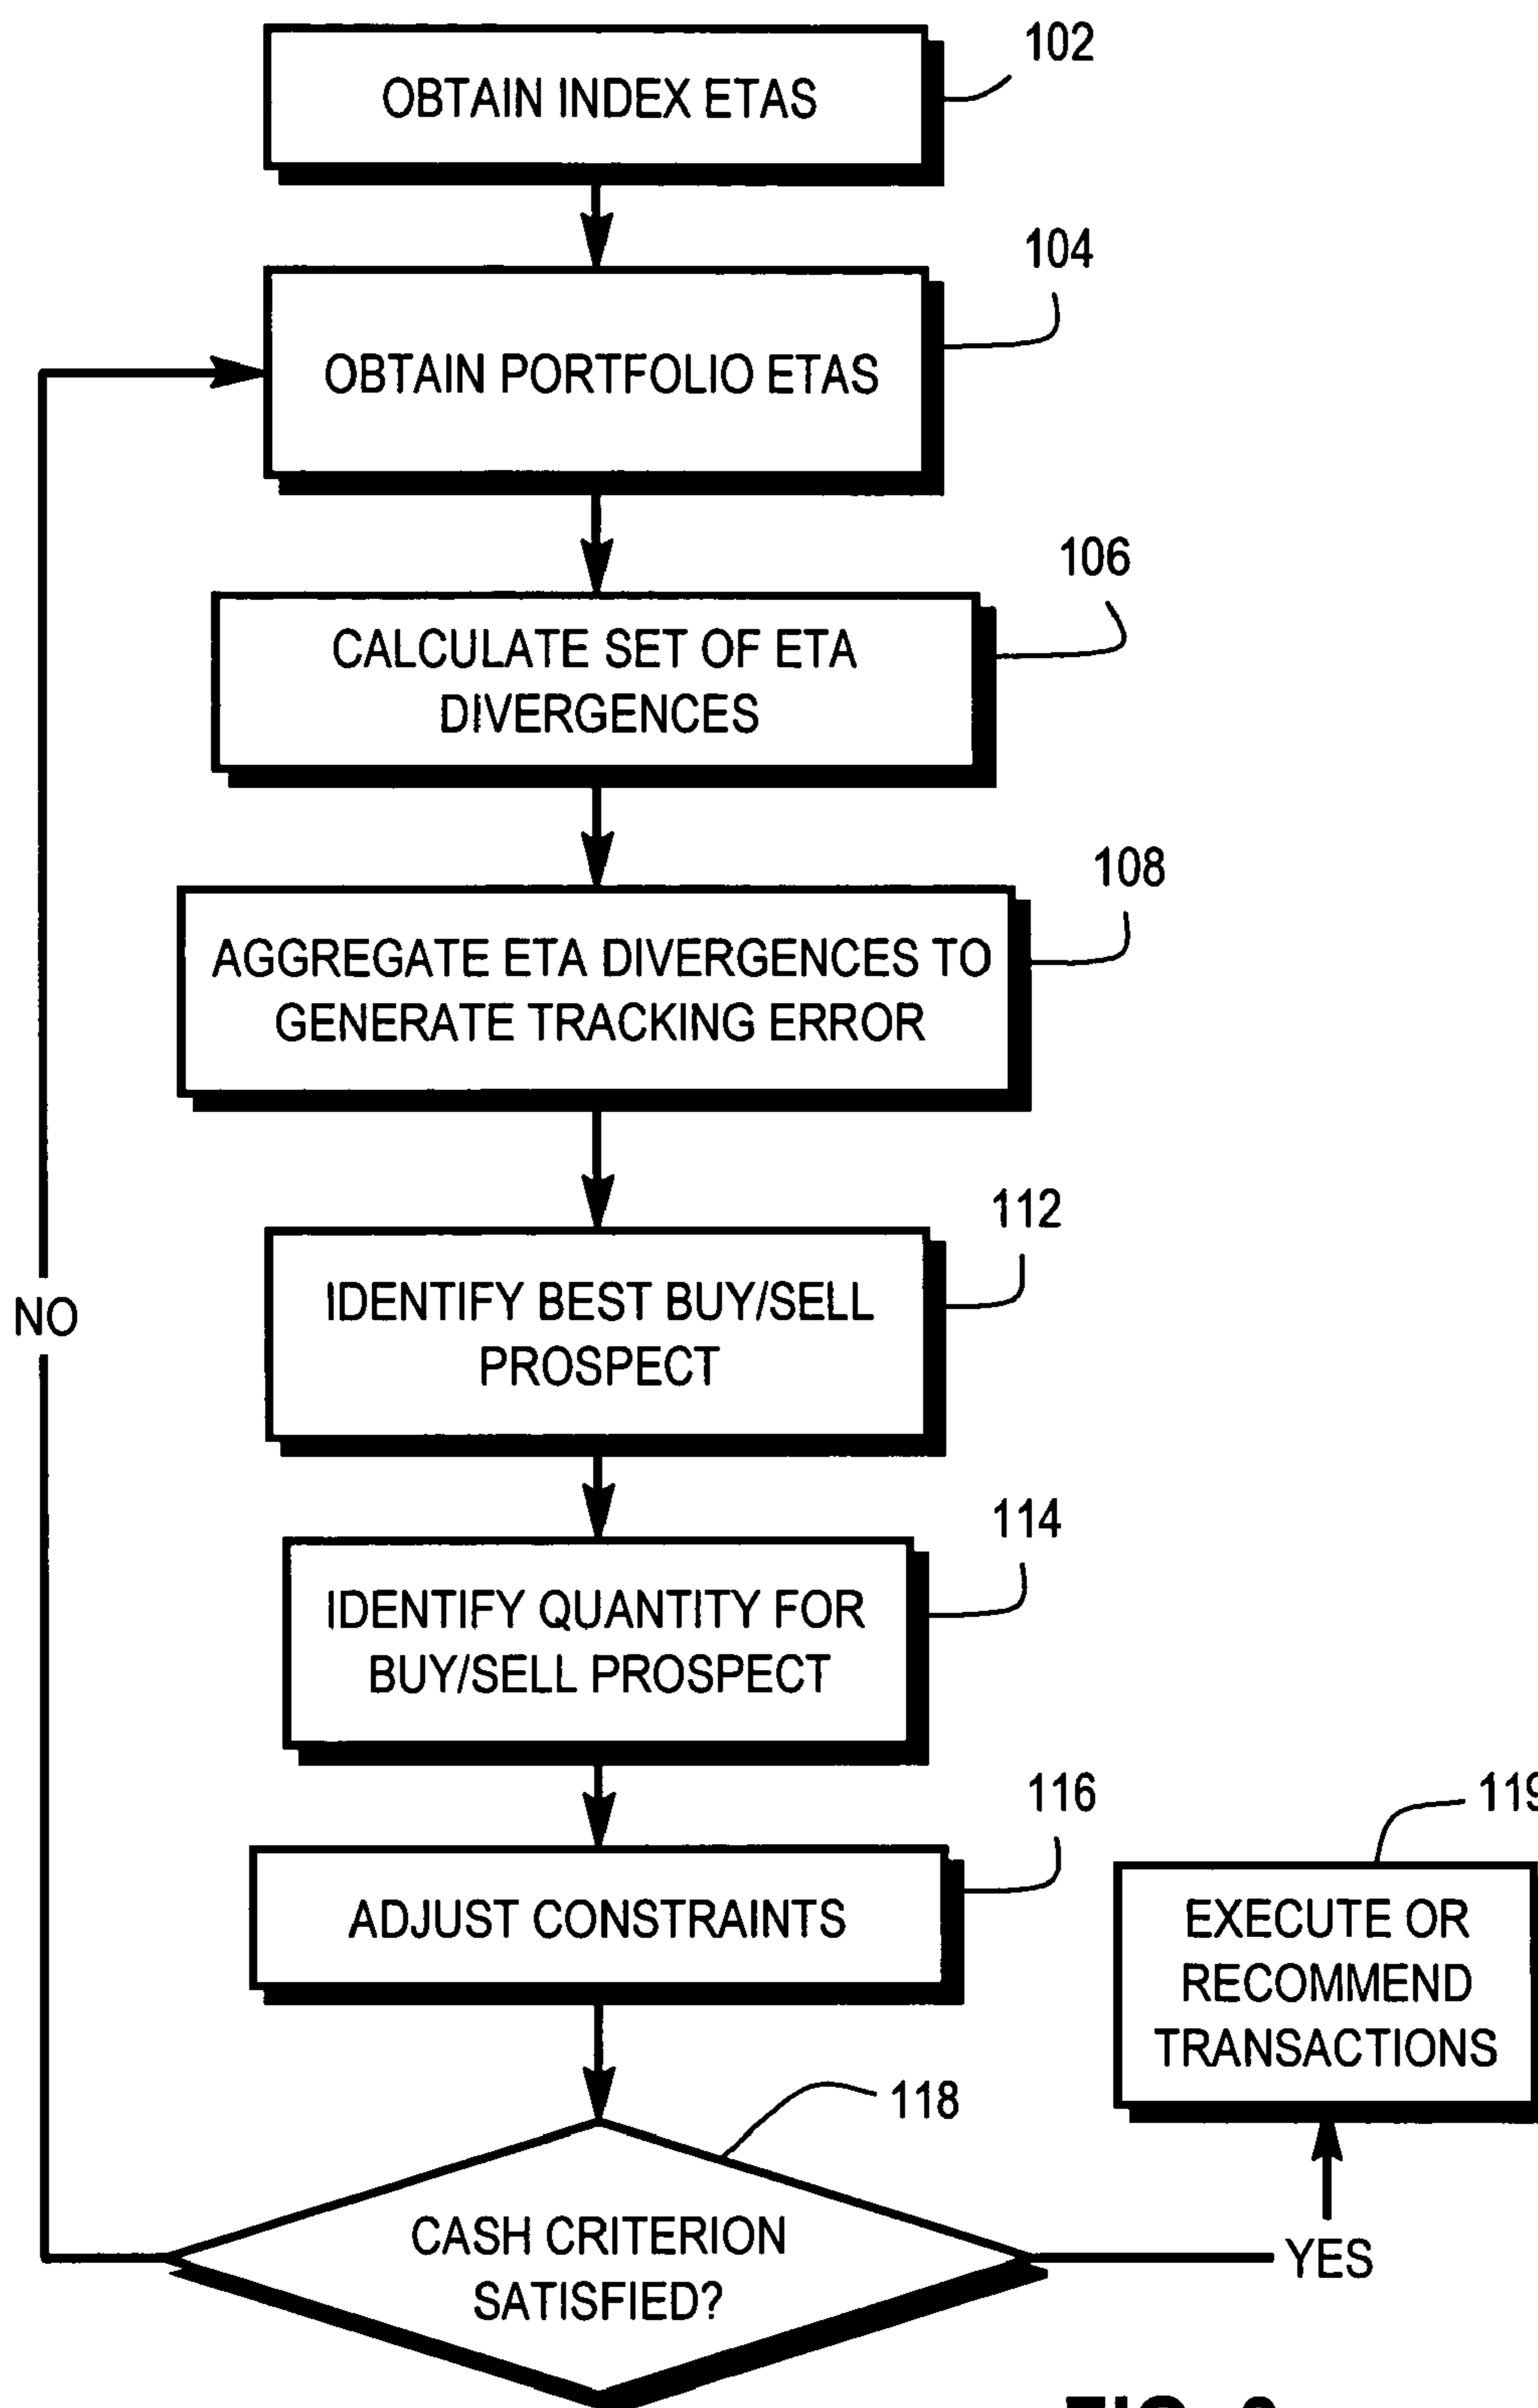 102
OBTAIN INDEX ETAS
104
OBTAIN PORTFOLIO ETAS
106
CALCULATE SET OF ETA
DIVERGENCES
108
AGGREGATE ETA DIVERGENCES TO
GENERATE TRACKING ERROR
112
IDENTIFY BEST BUY/SELL
PROSPECT
NO
114
IDENTIFY QUANTITY FOR
BUY/SELL PROSPECT
116
ADJUST CONSTRAINTS
119
EXECUTE OR
RECOMMEND
TRANSACTIONS
118
CASH CRITERION
SATISFIED?
YES